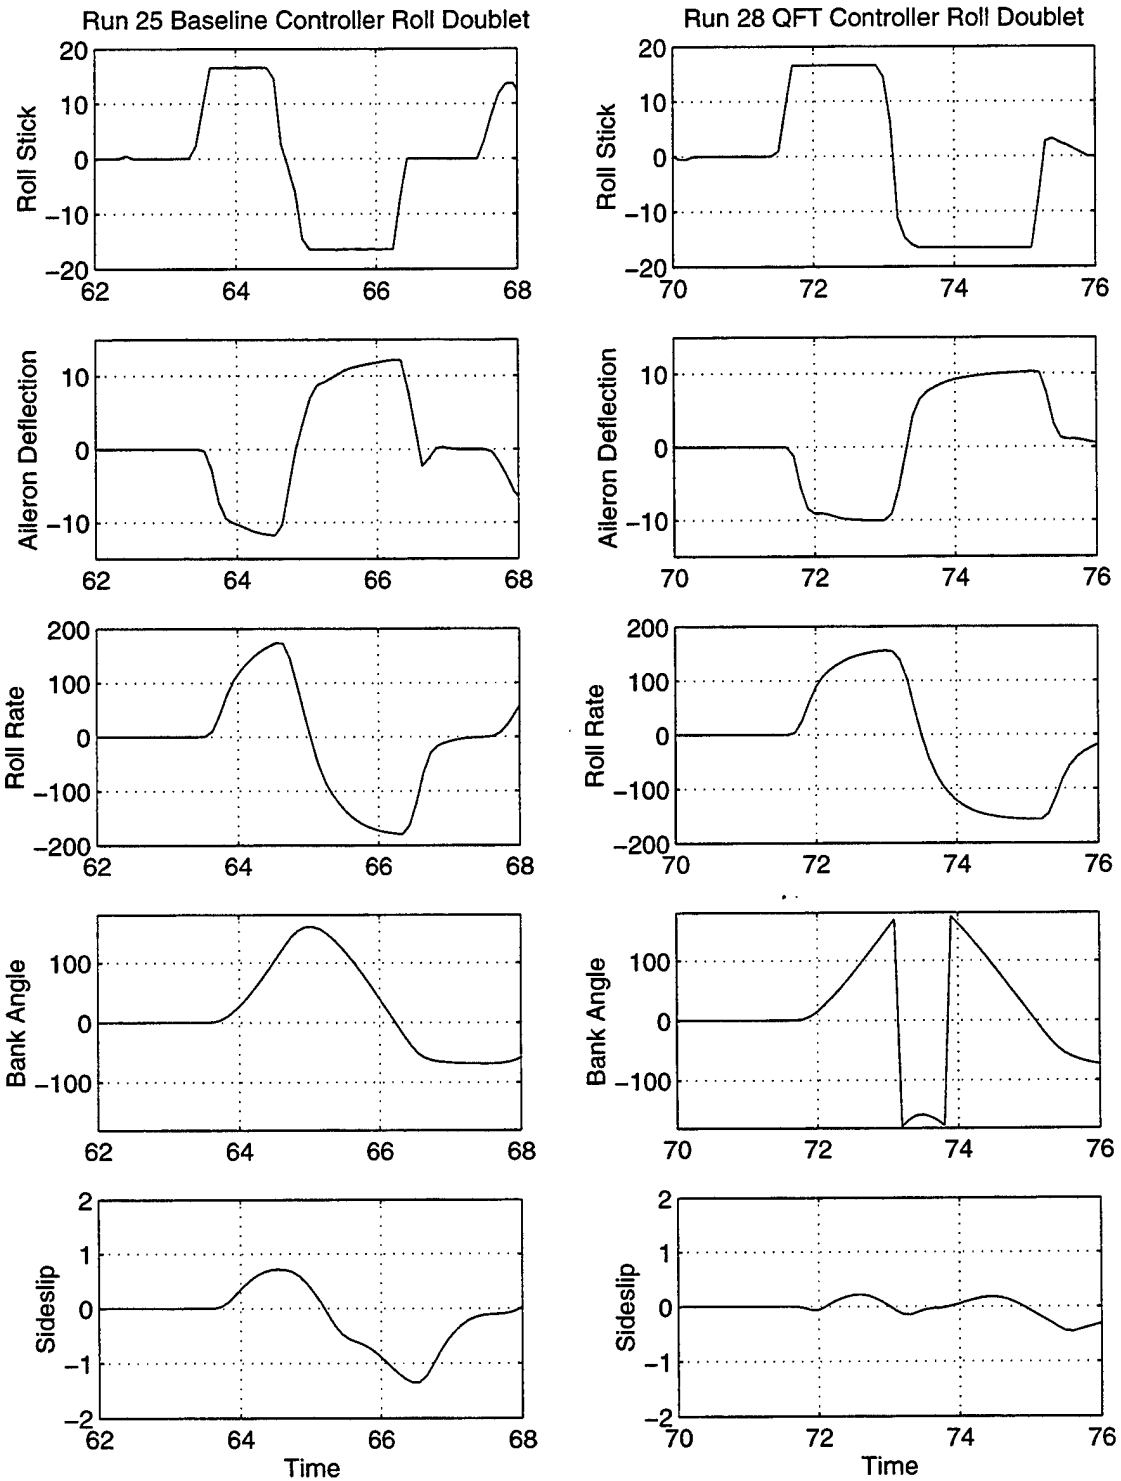 Run 25 Baseline Controller Roll Doublet
20
10
0
−10
−20
Roll Stick
62 64 66 68
10
0
−10
Aileron Deflection
62 64 66 68
200
100
0
−100
−200
Roll Rate
62 64 66 68
100
0
−100
Bank Angle
62 64 66 68
2
1
0
−1
−2
Sideslip
62 64 66 68
Time
Run 28 QFT Controller Roll Doublet
20
10
0
−10
−20
Roll Stick
70 72 74 76
10
0
−10
Aileron Deflection
70 72 74 76
200
100
0
−100
−200
Roll Rate
70 72 74 76
100
0
−100
Bank Angle
70 72 74 76
2
1
0
−1
−2
Sideslip
70 72 74 76
Time